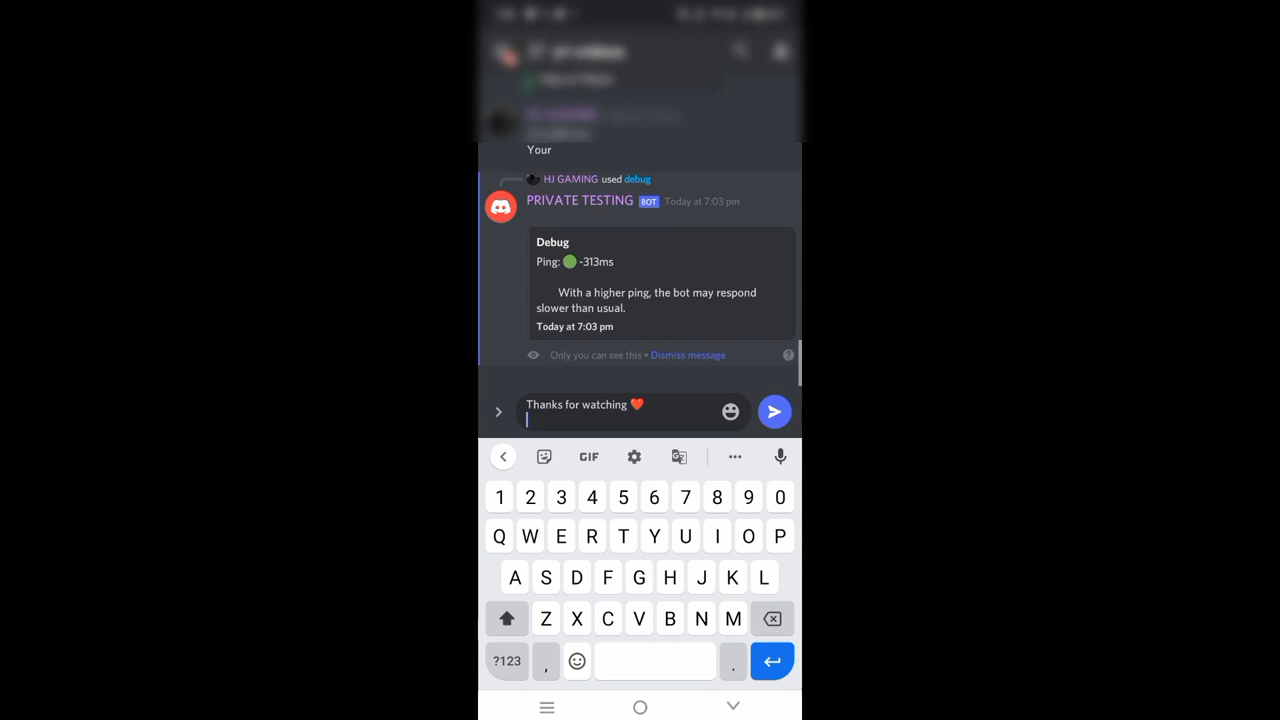 Your
HJ GAMING used debug
PRIVATE TESTING BOT Today at 7:03 pm
Debug
Ping: 🟢 -313ms
With a higher ping, the bot may respond
slower than usual.
Today at 7:03 pm
Only you can see this • Dismiss message
Thanks for watching ❤️
GIF
1 2 3 4 5 6 7 8 9 0
Q W E R T Y U I O P
A S D F G H J K L
Z X C V B N M
?123 , .